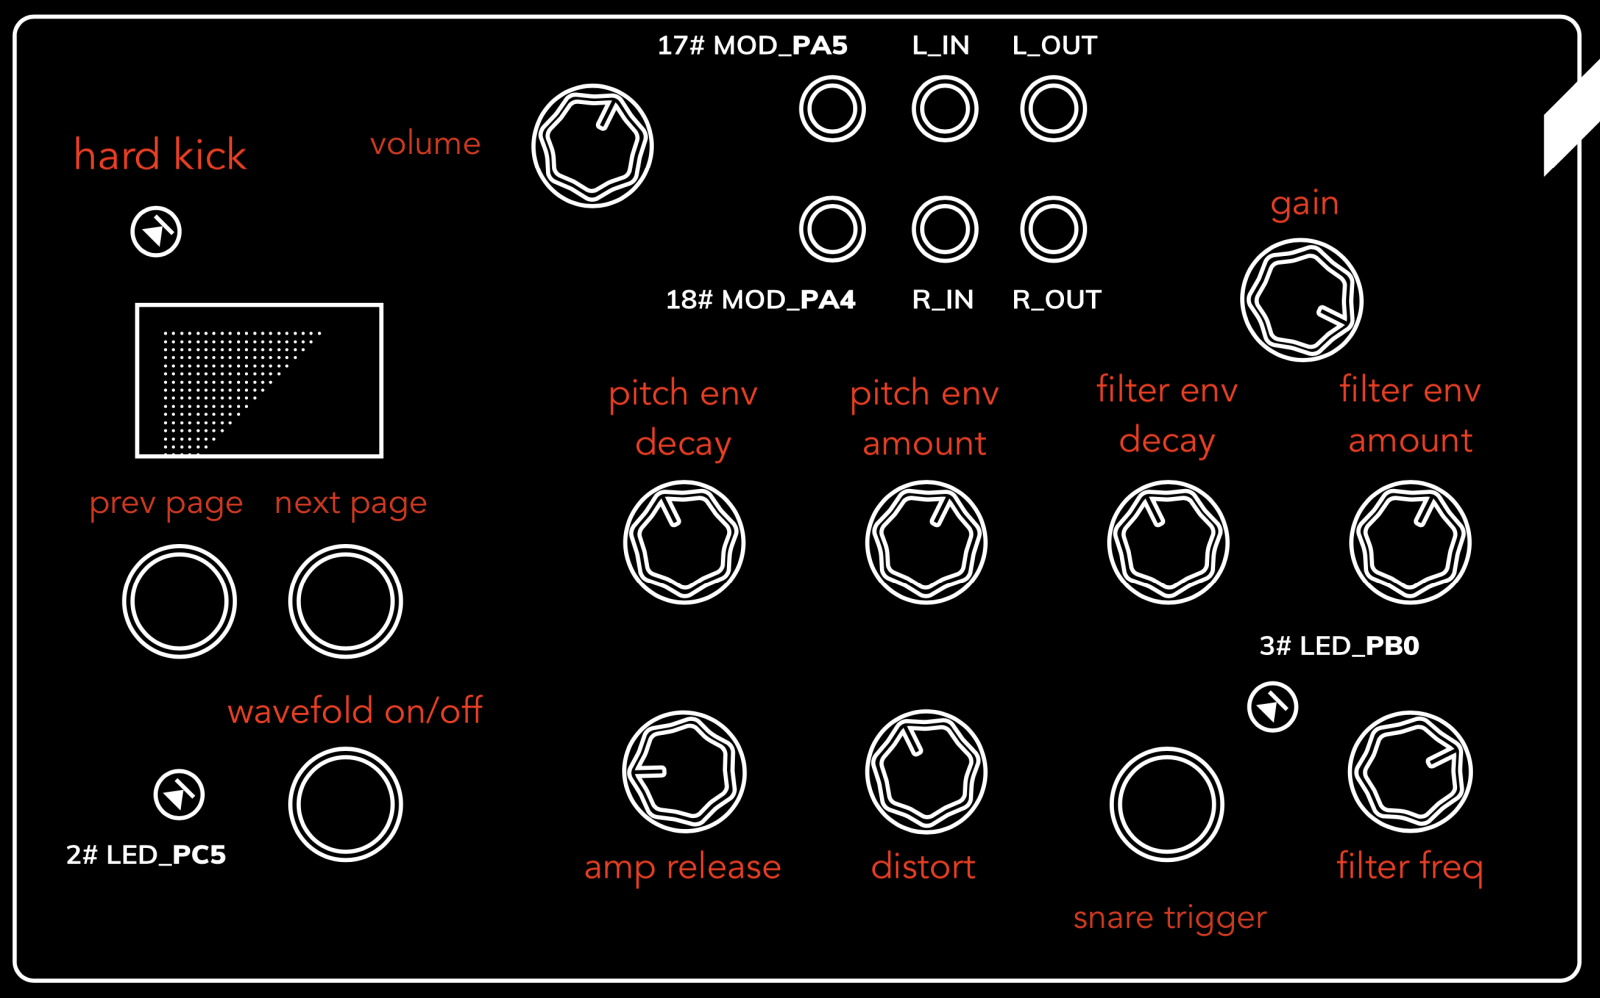 17# MOD_PA5
L_IN
L_OUT
hard kick
volume
gain
18# MOD_PA4
R_IN
R_OUT
pitch env
decay
pitch env
amount
filter env
decay
filter env
amount
prev page
next page
3# LED_PB0
wavefold on/off
2# LED_PC5
amp release
distort
filter freq
snare trigger